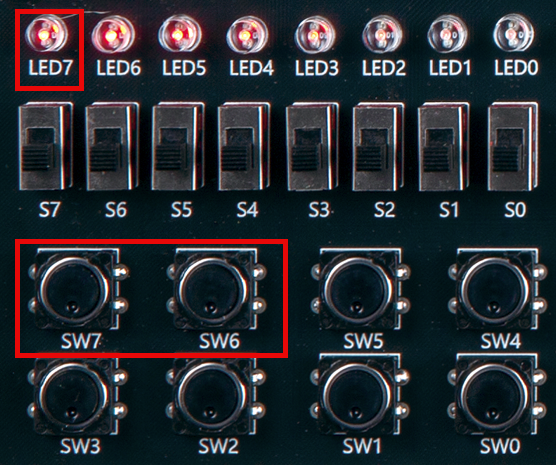 LED7 LED6 LED5 LED4 LED3 LED2 LED1 LED0
S7 S6 S5 S4 S3 S2 S1 S0
SW7 SW6 SW5 SW4
SW3 SW2 SW1 SW0